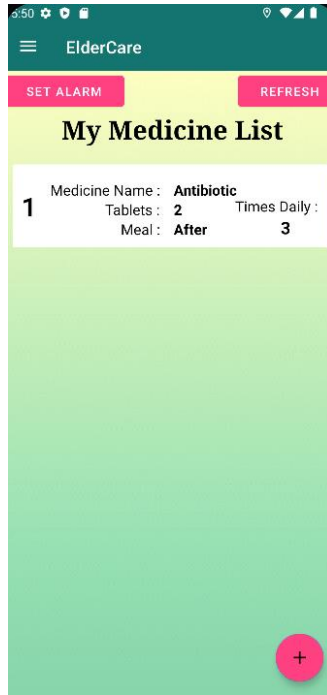 5:50
ElderCare
SET ALARM
REFRESH
My Medicine List
1
Medicine Name : Antibiotic
Tablets : 2
Meal : After
Times Daily :
3
+